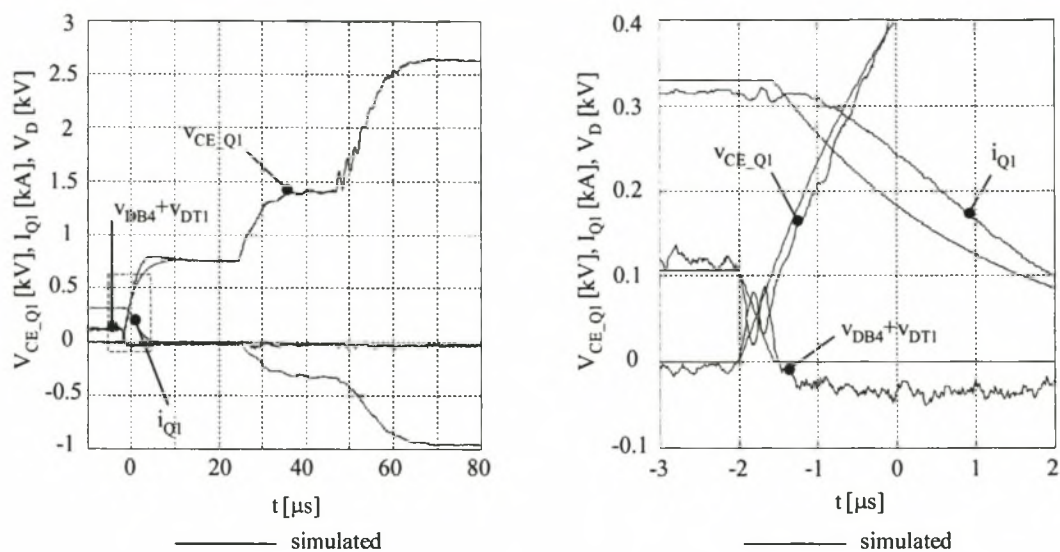 V_CE_Q1 [kV], I_Q1 [kA], V_D [kV]
3
2.5
2
1.5
1
0.5
0
-0.5
-1
v_CE_Q1
v_DB4+v_DT1
i_Q1
0 20 40 60 80
t [μs]
simulated
V_CE_Q1 [kV], I_Q1 [kA], V_D [kV]
0.4
0.3
0.2
0.1
0
-0.1
v_CE_Q1
i_Q1
v_DB4+v_DT1
-3 -2 -1 0 1 2
t [μs]
simulated